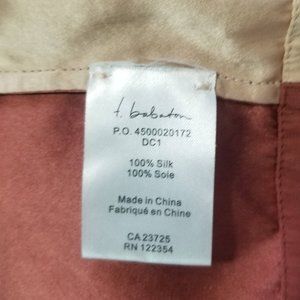 t. babaton
P.O. 4500020172
DC1
100% Silk
100% Soie
Made in China
Fabriqué en Chine
CA 23725
RN 122354